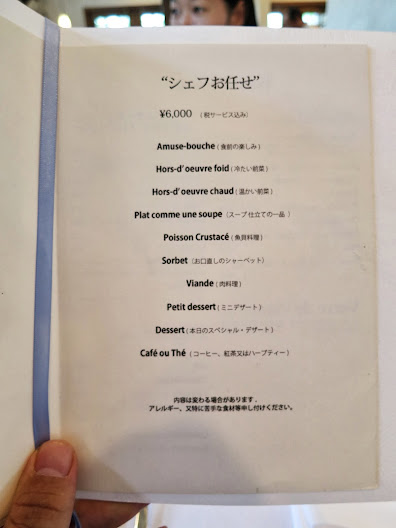 “シェフお任せ”
¥6,000 (税サービス込み)
Amuse-bouche (食前の楽しみ)
Hors-d'oeuvre foid (冷たい前菜)
Hors-d'oeuvre chaud (温かい前菜)
Plat comme une soupe (スープ仕立ての一品 )
Poisson Crustacé (魚貝料理)
Sorbet (お口直しのシャーベット)
Viande (肉料理)
Petit dessert (ミニデザート)
Dessert (本日のスペシャル・デザート)
Café ou Thé (コーヒー、紅茶又はハーブティー)
内容は変わる場合があります.
アレルギー、又特に苦手な食材等申し付けください。